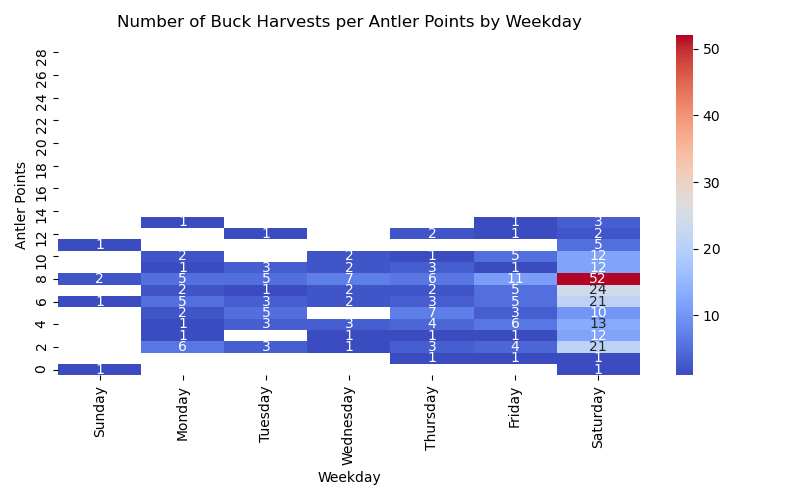 Number of Buck Harvests per Antler Points by Weekday
28
26
24
22
20
18
16
14
12
10
8
6
4
2
0
Antler Points
1 1 3
1 2 1 2
1 5
2 2 1 5 12
1 3 2 3 1 12
2 5 5 7 6 11 52
2 1 2 2 5 24
1 5 3 2 3 5 21
2 5 7 3 10
1 3 3 4 6 13
1 1 1 1 12
6 3 1 3 4 21
1 1 1
1 1
Sunday Monday Tuesday Wednesday Thursday Friday Saturday
Weekday
50
40
30
20
10